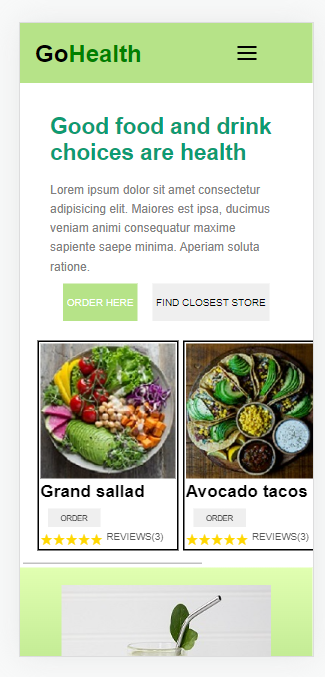 GoHealth
Good food and drink
choices are health
Lorem ipsum dolor sit amet consectetur
adipisicing elit. Maiores est ipsa, ducimus
veniam animi consequatur maxime
sapiente saepe minima. Aperiam soluta
ratione.
ORDER HERE
FIND CLOSEST STORE
Grand sallad
ORDER
REVIEWS(3)
Avocado tacos
ORDER
REVIEWS(3)